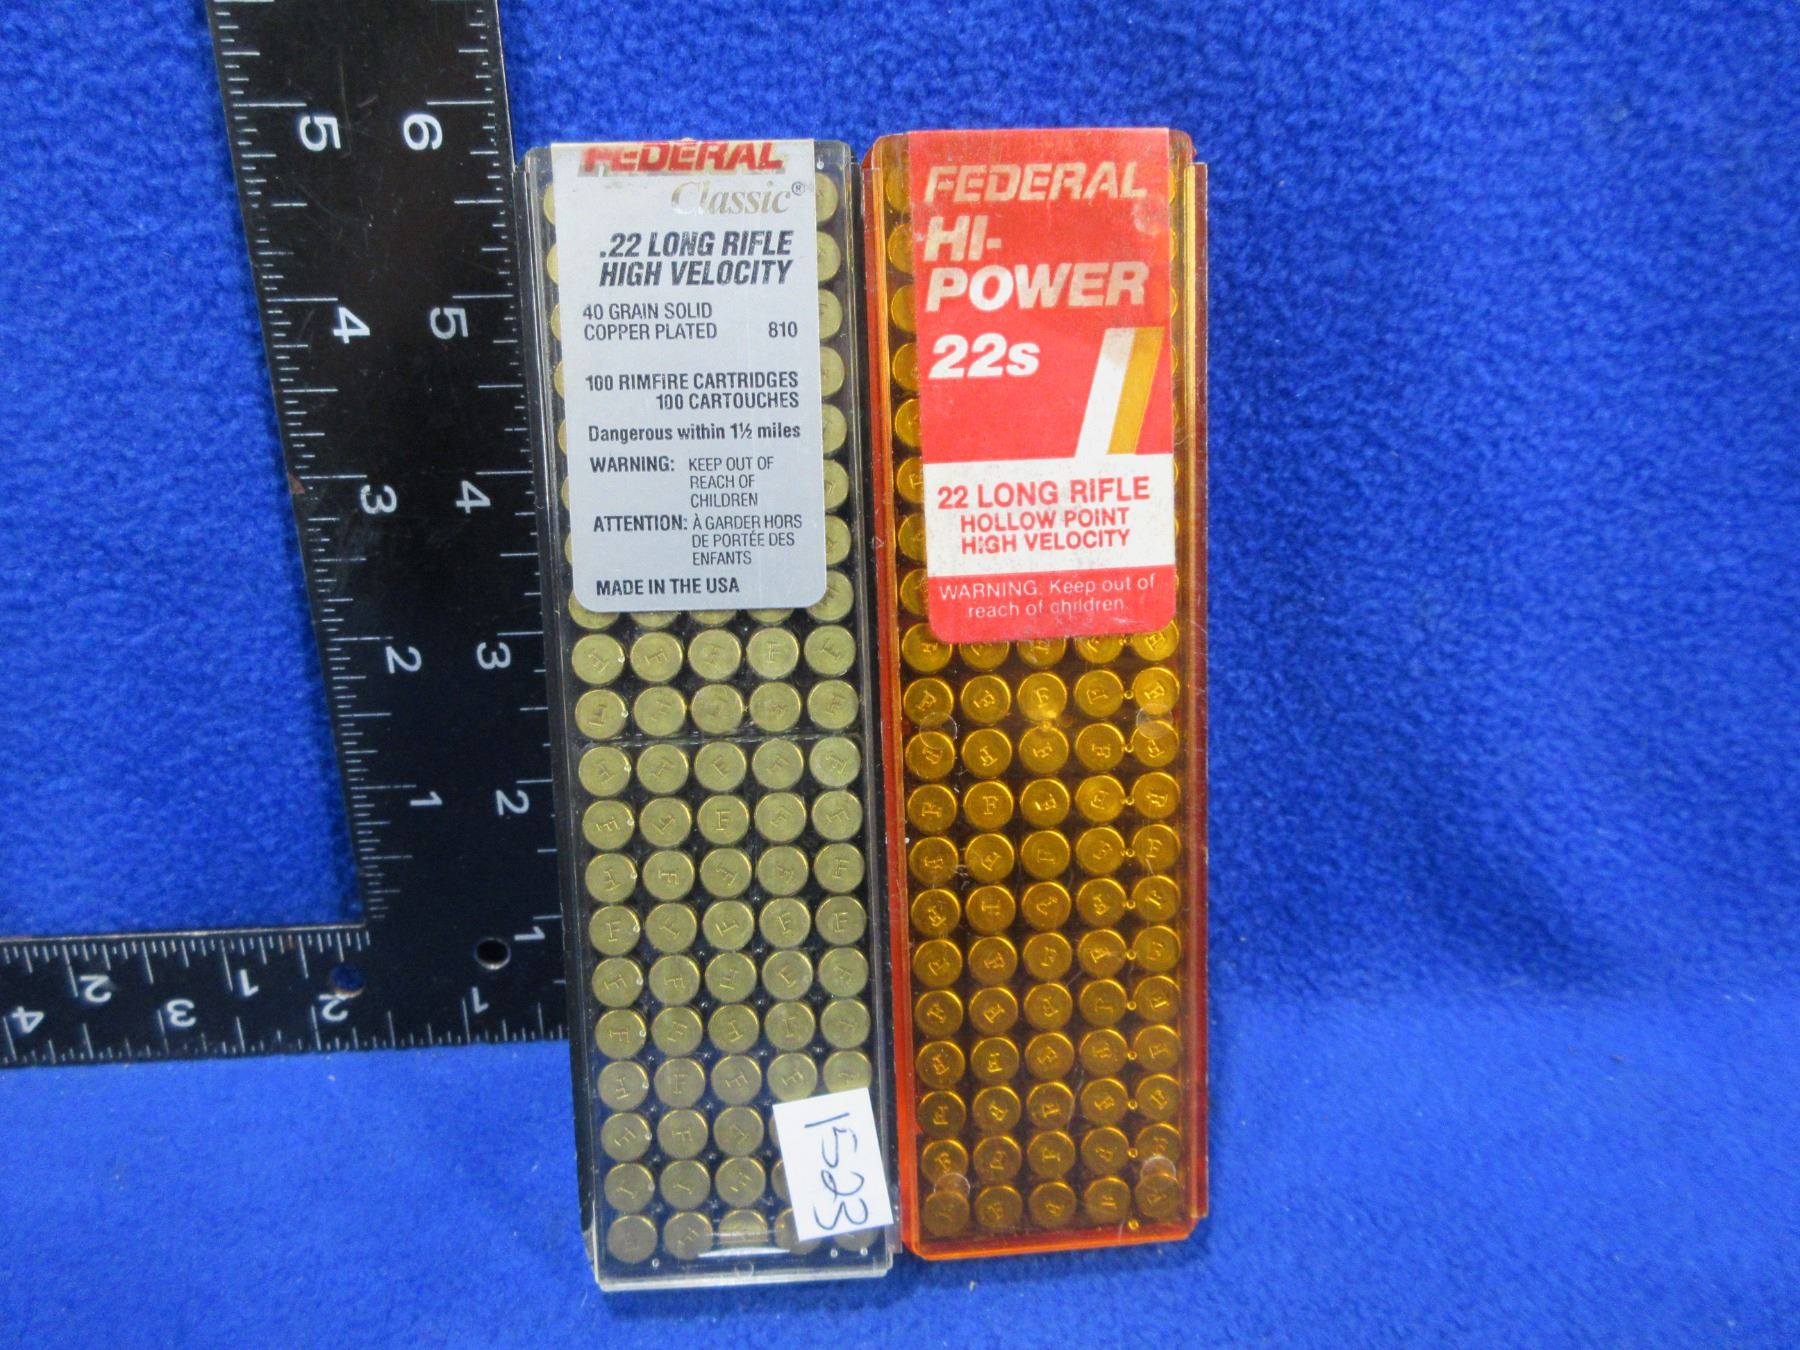 FEDERAL
Classic®
.22 LONG RIFLE
HIGH VELOCITY
40 GRAIN SOLID
COPPER PLATED 810
100 RIMFIRE CARTRIDGES
100 CARTOUCHES
Dangerous within 1½ miles
WARNING: KEEP OUT OF
REACH OF
CHILDREN
ATTENTION: À GARDER HORS
DE PORTÉE DES
ENFANTS
MADE IN THE USA
1523
FEDERAL
HI-
POWER
22s
22 LONG RIFLE
HOLLOW POINT
HIGH VELOCITY
WARNING: Keep out of
reach of children.
5 6
4 5
3 4
2 3
1 2
1
2 1
4 3 2 1
F